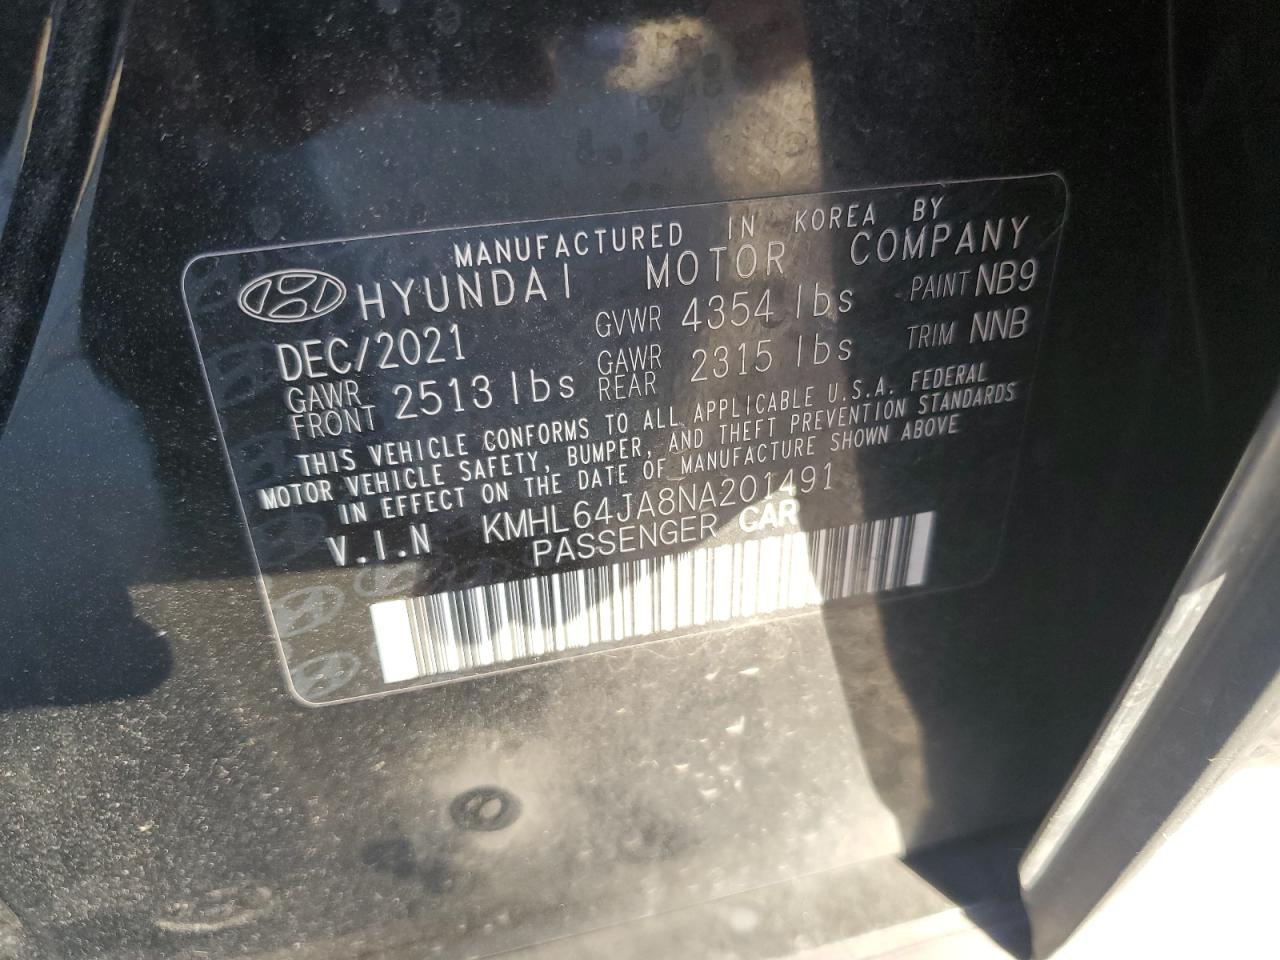 MANUFACTURED IN KOREA BY
HYUNDAI MOTOR COMPANY
DEC/2021 GVWR 4354 lbs PAINT NB9
GAWR FRONT 2513 lbs GAWR REAR 2315 lbs TRIM NNB
THIS VEHICLE CONFORMS TO ALL APPLICABLE U.S.A. FEDERAL
MOTOR VEHICLE SAFETY, BUMPER, AND THEFT PREVENTION STANDARDS
IN EFFECT ON THE DATE OF MANUFACTURE SHOWN ABOVE
V.I.N KMHL64JA8NA201491
PASSENGER CAR